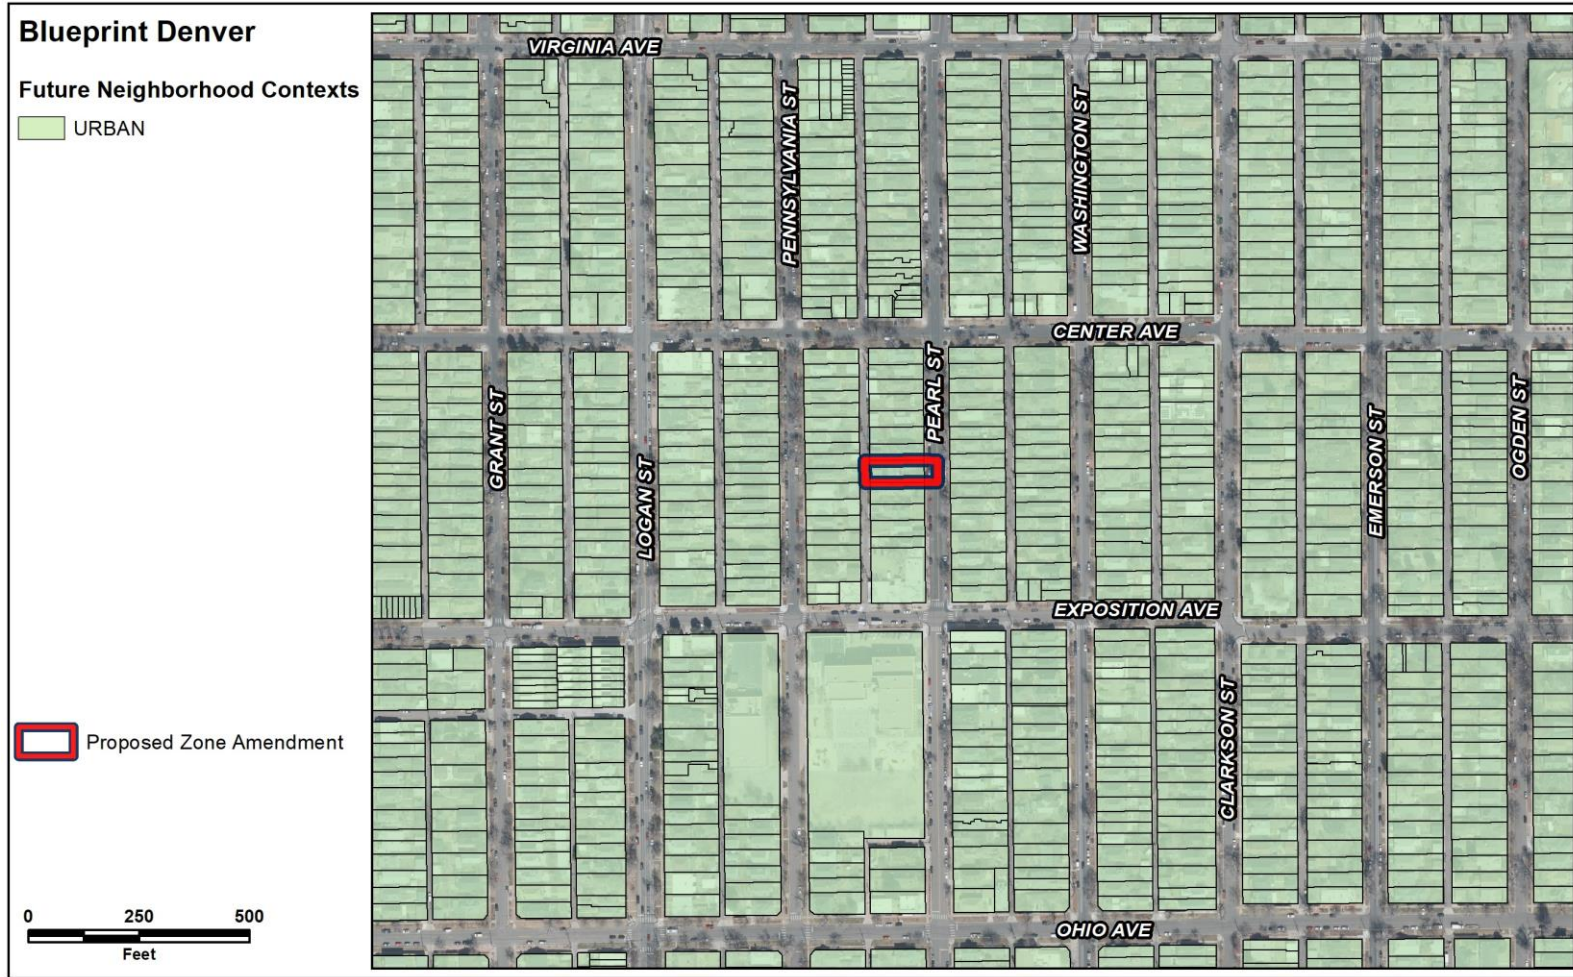 Blueprint Denver
Future Neighborhood Contexts
URBAN
Proposed Zone Amendment
0 250 500
Feet
VIRGINIA AVE
PENNSYLVANIA ST
WASHINGTON ST
CENTER AVE
PEARL ST
GRANT ST
LOGAN ST
EMERSON ST
OGDEN ST
EXPOSITION AVE
CLARKSON ST
OHIO AVE